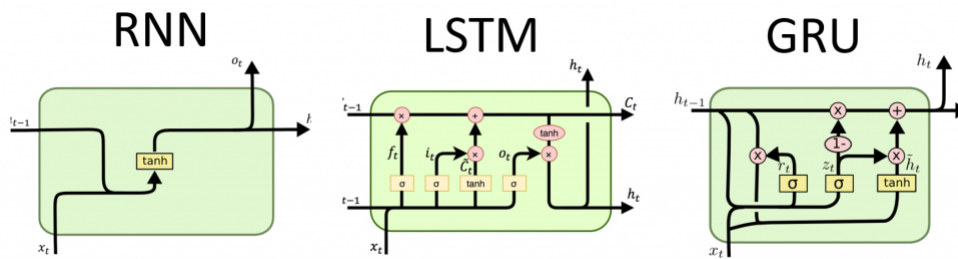 RNN
o_t
tanh
x_t
LSTM
h_t
C_t
tanh
f_t
i_t
C̃_t
o_t
σ
σ
tanh
σ
h_t
x_t
GRU
h_t
h_{t-1}
1-
r_t
z_t
h̃_t
σ
σ
tanh
x_t